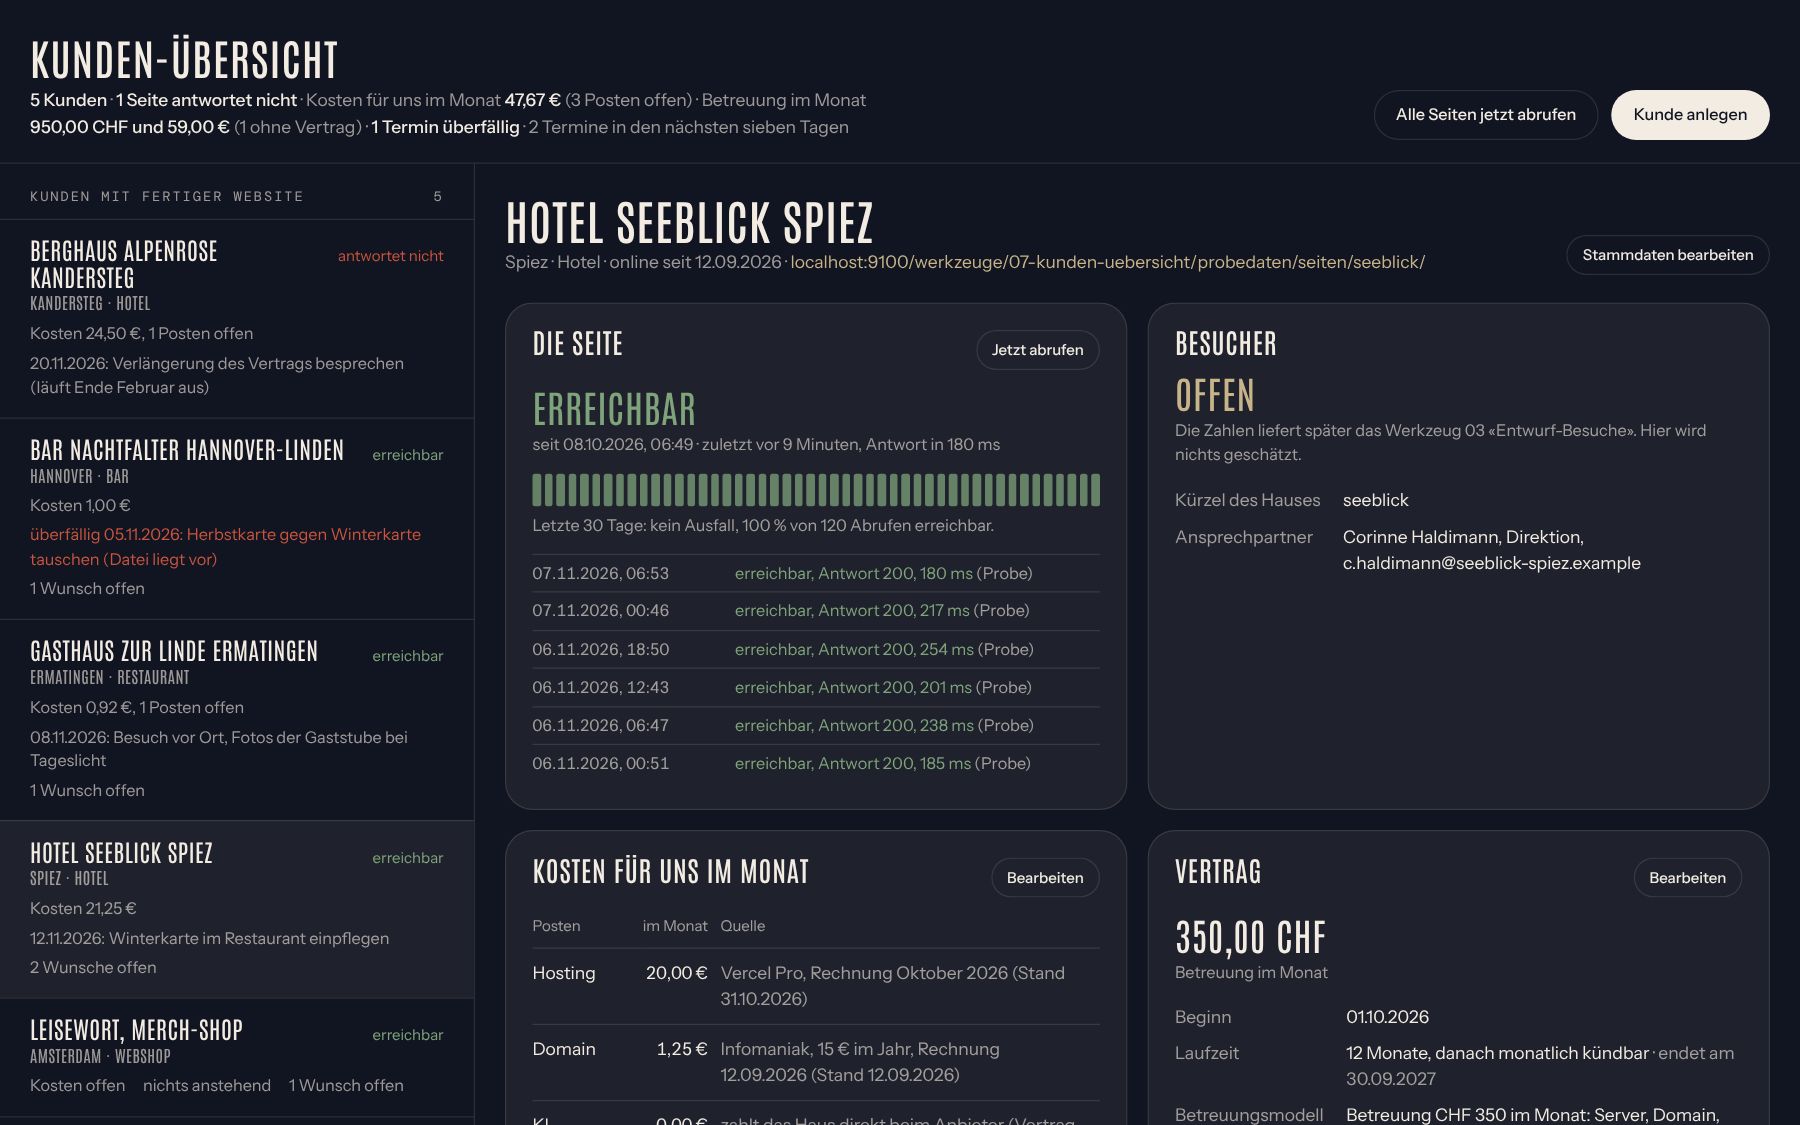 KUNDEN-ÜBERSICHT
5 Kunden · 1 Seite antwortet nicht · Kosten für uns im Monat 47,67 € (3 Posten offen) · Betreuung im Monat
950,00 CHF und 59,00 € (1 ohne Vertrag) · 1 Termin überfällig · 2 Termine in den nächsten sieben Tagen
Alle Seiten jetzt abrufen
Kunde anlegen
KUNDEN MIT FERTIGER WEBSITE 5
BERGHAUS ALPENROSE
KANDERSTEG
antwortet nicht
KANDERSTEG · HOTEL
Kosten 24,50 €, 1 Posten offen
20.11.2026: Verlängerung des Vertrags besprechen
(läuft Ende Februar aus)
BAR NACHTFALTER HANNOVER-LINDEN
erreichbar
HANNOVER · BAR
Kosten 1,00 €
überfällig 05.11.2026: Herbstkarte gegen Winterkarte
tauschen (Datei liegt vor)
1 Wunsch offen
GASTHAUS ZUR LINDE ERMATINGEN
erreichbar
ERMATINGEN · RESTAURANT
Kosten 0,92 €, 1 Posten offen
08.11.2026: Besuch vor Ort, Fotos der Gaststube bei
Tageslicht
1 Wunsch offen
HOTEL SEEBLICK SPIEZ
erreichbar
SPIEZ · HOTEL
Kosten 21,25 €
12.11.2026: Winterkarte im Restaurant einpflegen
2 Wunsche offen
LEISEWORT, MERCH-SHOP
erreichbar
AMSTERDAM · WEBSHOP
Kosten offen nichts anstehend 1 Wunsch offen
HOTEL SEEBLICK SPIEZ
Spiez · Hotel · online seit 12.09.2026 · localhost:9100/werkzeuge/07-kunden-uebersicht/probedaten/seiten/seeblick/
Stammdaten bearbeiten
DIE SEITE
Jetzt abrufen
ERREICHBAR
seit 08.10.2026, 06:49 · zuletzt vor 9 Minuten, Antwort in 180 ms
Letzte 30 Tage: kein Ausfall, 100 % von 120 Abrufen erreichbar.
07.11.2026, 06:53 erreichbar, Antwort 200, 180 ms (Probe)
07.11.2026, 00:46 erreichbar, Antwort 200, 217 ms (Probe)
06.11.2026, 18:50 erreichbar, Antwort 200, 254 ms (Probe)
06.11.2026, 12:43 erreichbar, Antwort 200, 201 ms (Probe)
06.11.2026, 06:47 erreichbar, Antwort 200, 238 ms (Probe)
06.11.2026, 00:51 erreichbar, Antwort 200, 185 ms (Probe)
BESUCHER
OFFEN
Die Zahlen liefert später das Werkzeug 03 «Entwurf-Besuche». Hier wird
nichts geschätzt.
Kürzel des Hauses seeblick
Ansprechpartner Corinne Haldimann, Direktion,
c.haldimann@seeblick-spiez.example
KOSTEN FÜR UNS IM MONAT
Bearbeiten
Posten im Monat Quelle
Hosting 20,00 € Vercel Pro, Rechnung Oktober 2026 (Stand
31.10.2026)
Domain 1,25 € Infomaniak, 15 € im Jahr, Rechnung
12.09.2026 (Stand 12.09.2026)
KI 0,00 € zahlt das Haus direkt beim Anbieter (Vertrag
VERTRAG
Bearbeiten
350,00 CHF
Betreuung im Monat
Beginn 01.10.2026
Laufzeit 12 Monate, danach monatlich kündbar · endet am
30.09.2027
Betreuungsmodell Betreuung CHF 350 im Monat: Server, Domain,